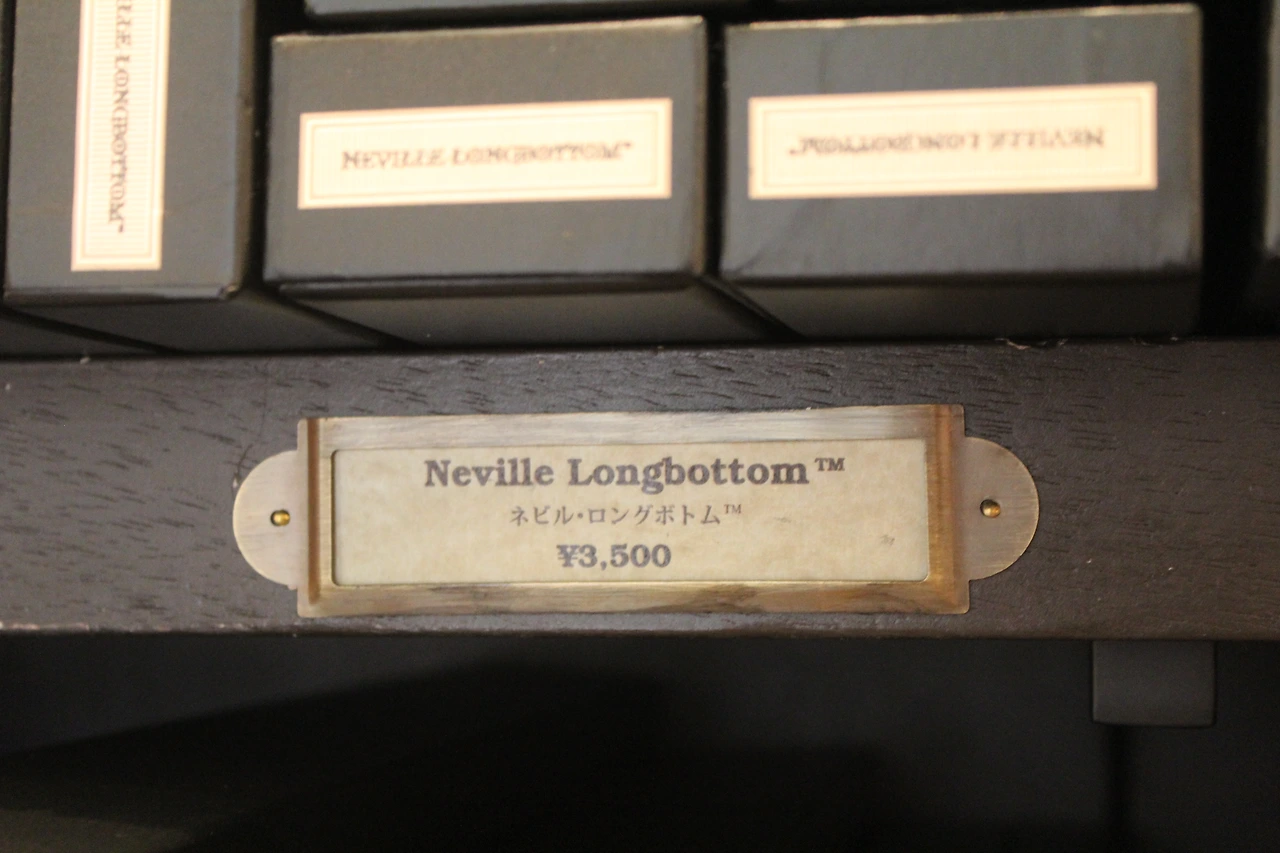 LLE LONGBOTTOM™
NEVILLE LONGBOTTOM™
NEVILLE LONGBOTTOM™
Neville Longbottom™
ネビル・ロングボトム™
¥3,500